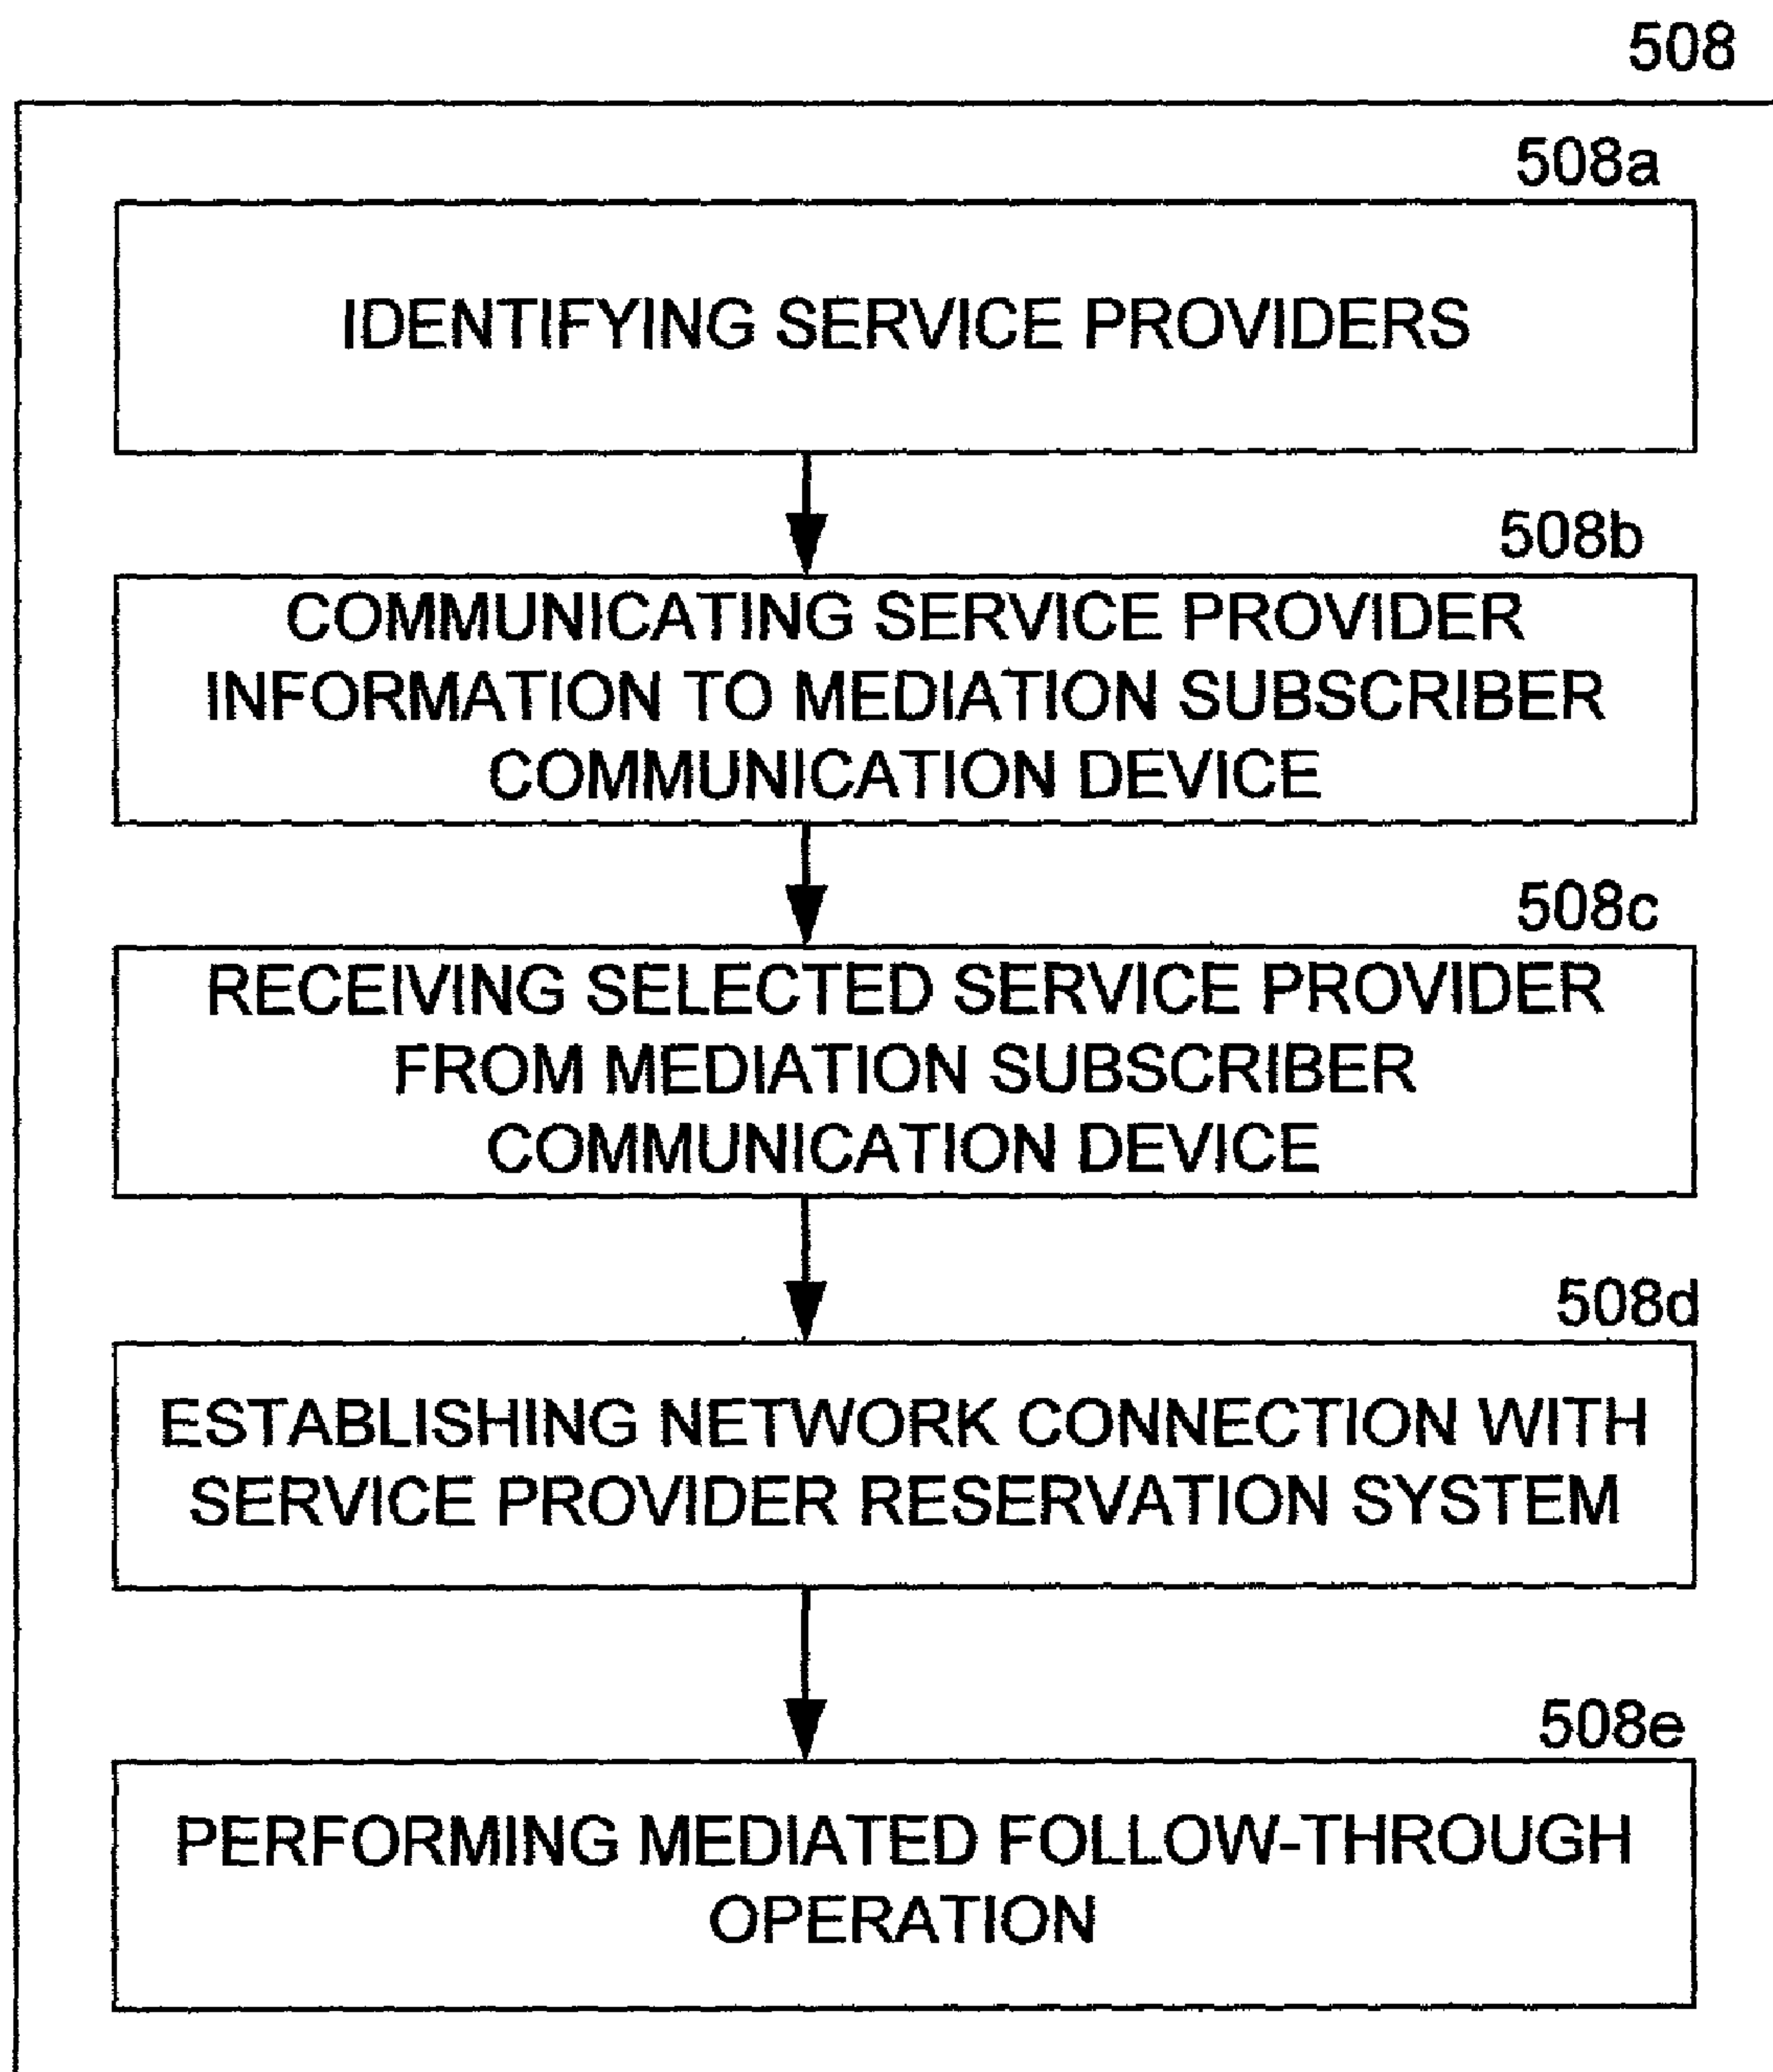 508
508a
IDENTIFYING SERVICE PROVIDERS
508b
COMMUNICATING SERVICE PROVIDER
INFORMATION TO MEDIATION SUBSCRIBER
COMMUNICATION DEVICE
508c
RECEIVING SELECTED SERVICE PROVIDER
FROM MEDIATION SUBSCRIBER
COMMUNICATION DEVICE
508d
ESTABLISHING NETWORK CONNECTION WITH
SERVICE PROVIDER RESERVATION SYSTEM
508e
PERFORMING MEDIATED FOLLOW-THROUGH
OPERATION